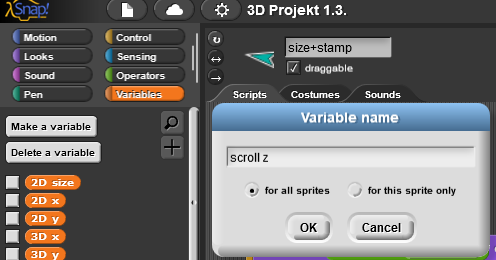 Snap!
3D Projekt 1.3.
Motion
Control
Looks
Sensing
Sound
Operators
Pen
Variables
Make a variable
Delete a variable
2D size
2D x
2D y
3D x
3D y
size+stamp
draggable
Scripts
Costumes
Sounds
Variable name
scroll z
for all sprites
for this sprite only
OK
Cancel